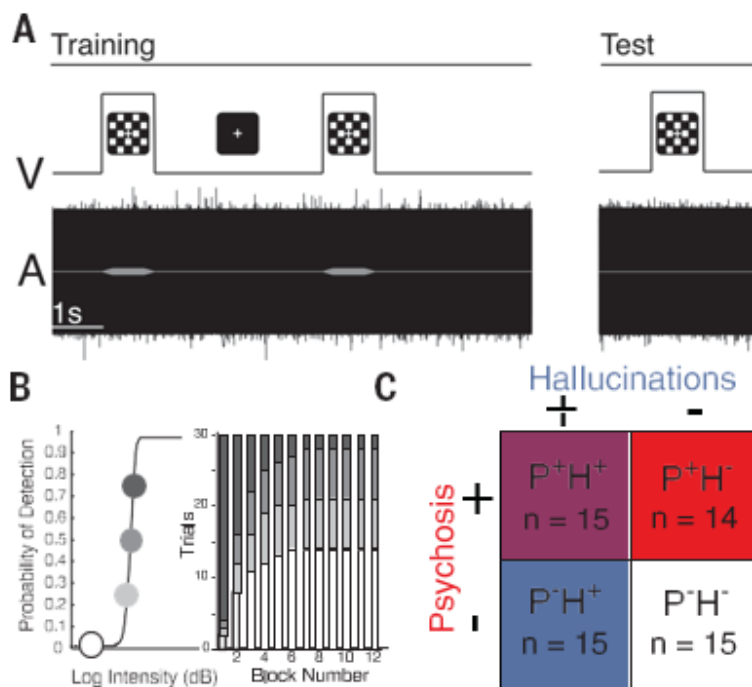 A
Training
Test
V
A
1s
B
Probability of Detection
1
0.9
0.8
0.7
0.6
0.5
0.4
0.3
0.2
0.1
0
Log Intensity (dB)
Trials
30
20
10
0
2 4 6 8 10 12
Block Number
C
Hallucinations
+ -
Psychosis
+
-
P+H+
n = 15
P+H-
n = 14
P-H+
n = 15
P-H-
n = 15